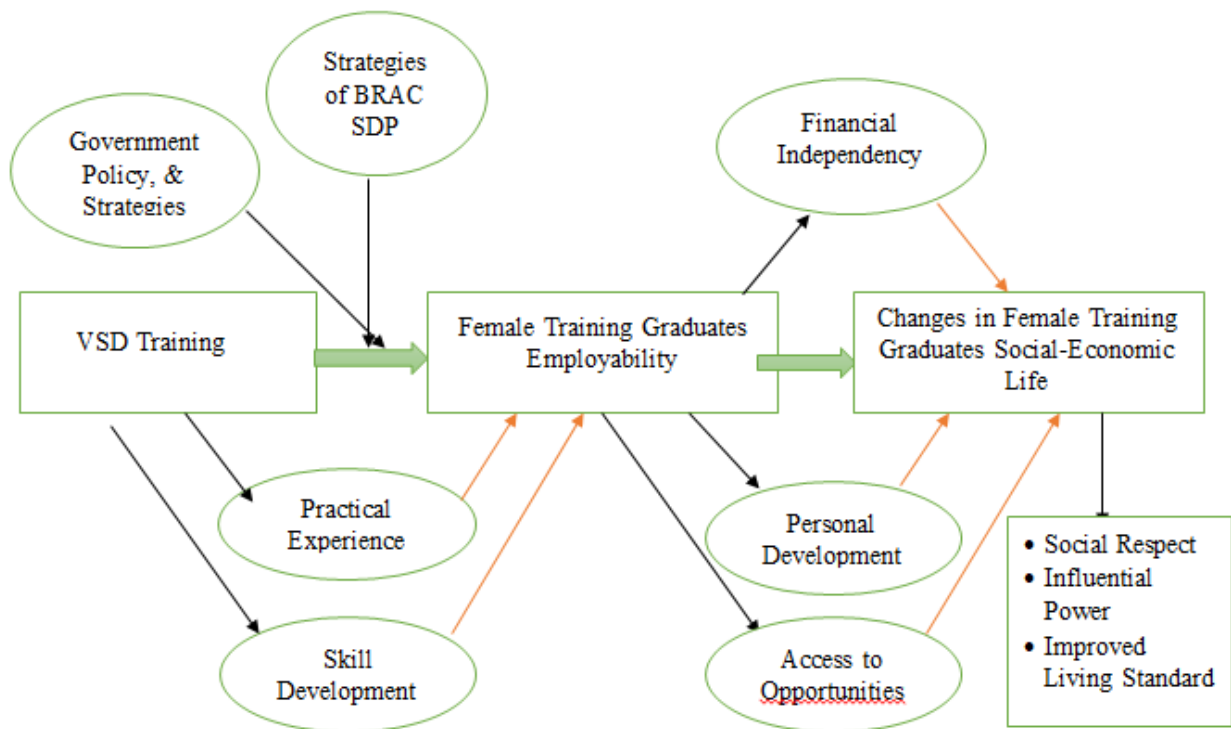 Strategies
of BRAC
SDP
Government
Policy, &
Strategies
Financial
Independency
VSD Training
Female Training Graduates
Employability
Changes in Female Training
Graduates Social-Economic
Life
Practical
Experience
Personal
Development
Skill
Development
Access to
Opportunities
• Social Respect
• Influential
Power
• Improved
Living Standard